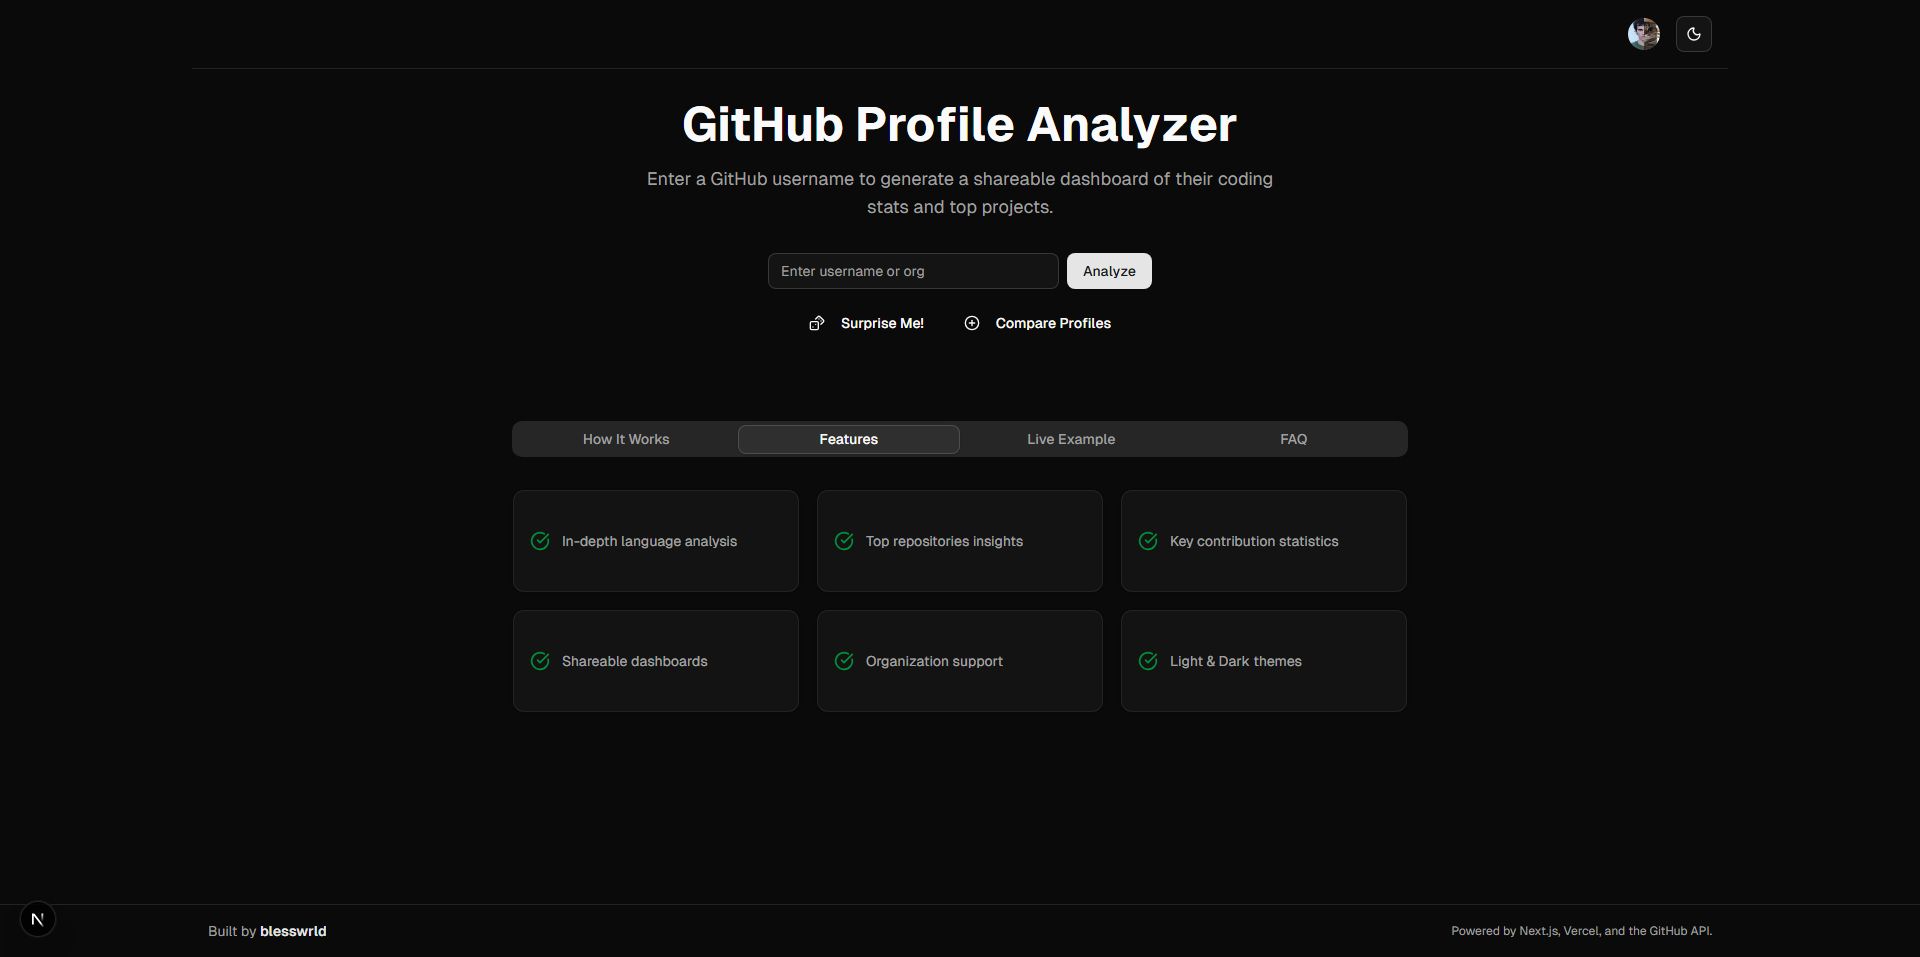 GitHub Profile Analyzer
Enter a GitHub username to generate a shareable dashboard of their coding
stats and top projects.
Enter username or org
Analyze
Surprise Me!
Compare Profiles
How It Works
Features
Live Example
FAQ
In-depth language analysis
Top repositories insights
Key contribution statistics
Shareable dashboards
Organization support
Light & Dark themes
N
Built by blesswrld
Powered by Next.js, Vercel, and the GitHub API.